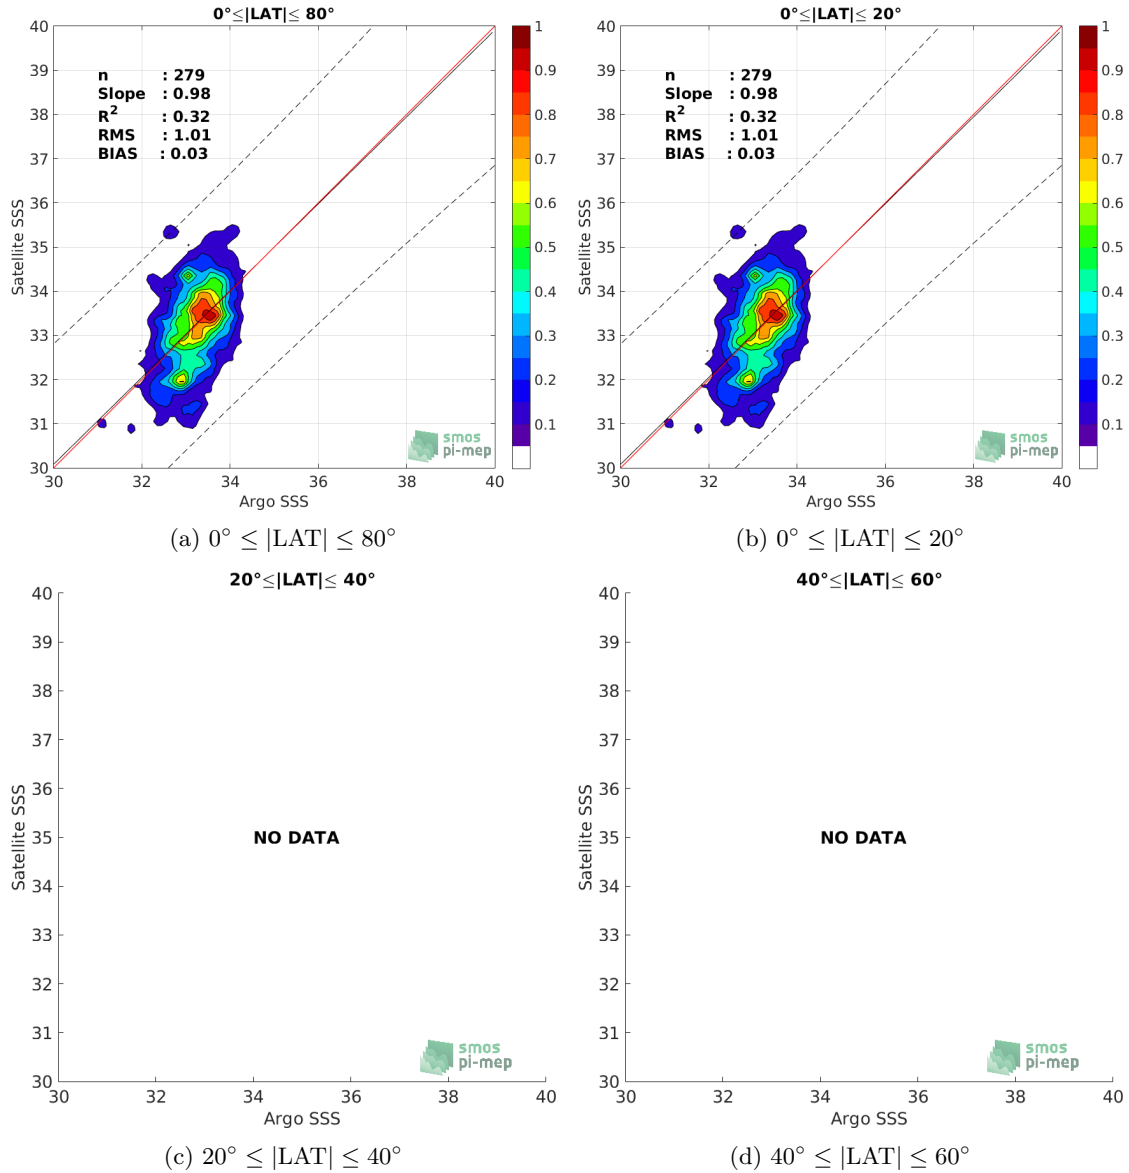 0°≤|LAT|≤ 80°
40
39
38
37
36
35
34
33
32
31
30
Satellite SSS
n : 279
Slope : 0.98
R² : 0.32
RMS : 1.01
BIAS : 0.03
smos
pi-mep
30 32 34 36 38 40
Argo SSS
1
0.9
0.8
0.7
0.6
0.5
0.4
0.3
0.2
0.1
(a) 0° ≤ |LAT| ≤ 80°
0°≤|LAT|≤ 20°
40
39
38
37
36
35
34
33
32
31
30
Satellite SSS
n : 279
Slope : 0.98
R² : 0.32
RMS : 1.01
BIAS : 0.03
smos
pi-mep
30 32 34 36 38 40
Argo SSS
1
0.9
0.8
0.7
0.6
0.5
0.4
0.3
0.2
0.1
(b) 0° ≤ |LAT| ≤ 20°
20°≤|LAT|≤ 40°
40
39
38
37
36
35
34
33
32
31
30
Satellite SSS
NO DATA
smos
pi-mep
30 32 34 36 38 40
Argo SSS
(c) 20° ≤ |LAT| ≤ 40°
40°≤|LAT|≤ 60°
40
39
38
37
36
35
34
33
32
31
30
Satellite SSS
NO DATA
smos
pi-mep
30 32 34 36 38 40
Argo SSS
(d) 40° ≤ |LAT| ≤ 60°